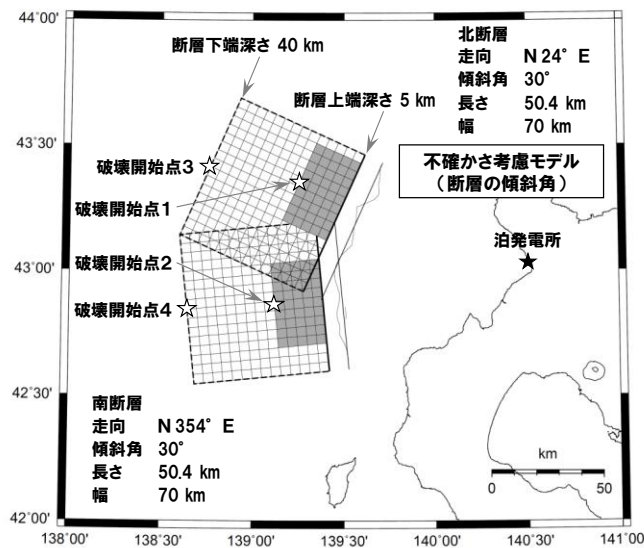 44°00'
43°30'
43°00'
42°30'
42°00'
138°00'
138°30'
139°00'
139°30'
140°00'
140°30'
141°00'
断層下端深さ 40 km
断層上端深さ 5 km
北断層
走向 N 24° E
傾斜角 30°
長さ 50.4 km
幅 70 km
不確かさ考慮モデル
(断層の傾斜角)
破壊開始点3
破壊開始点1
破壊開始点2
破壊開始点4
泊発電所
南断層
走向 N 354° E
傾斜角 30°
長さ 50.4 km
幅 70 km
km
0 50